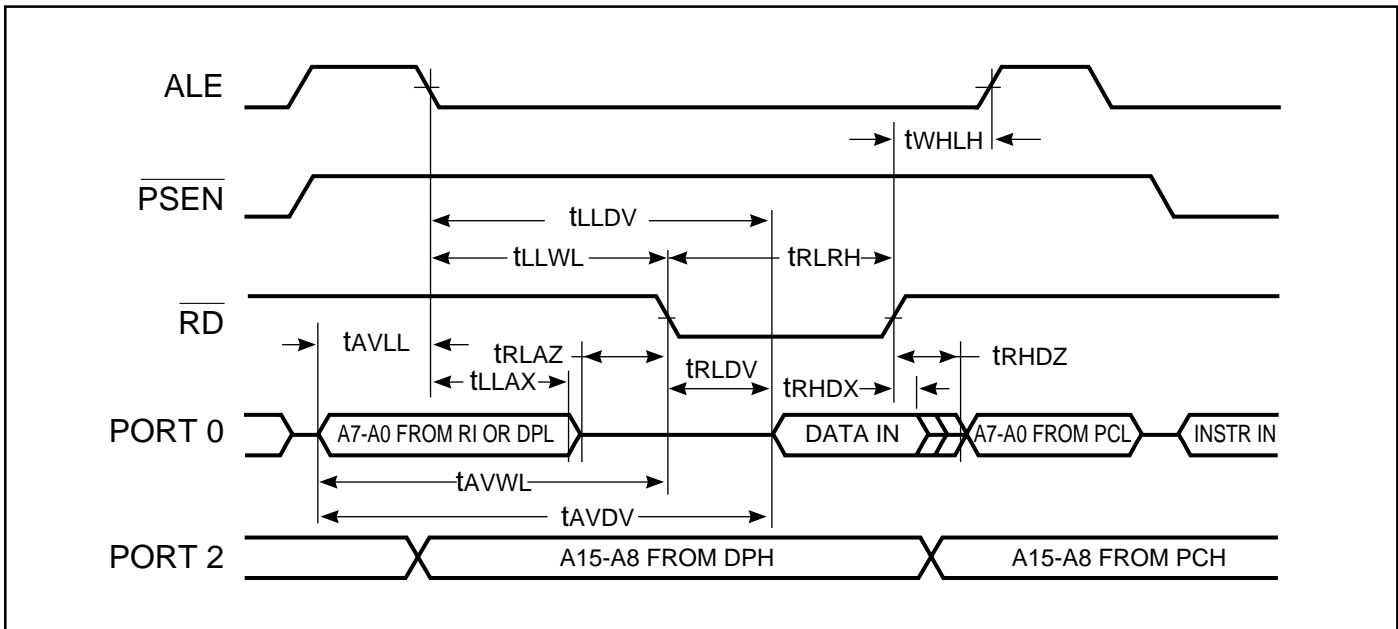 ALE
tWHLH
PSEN
tLLDV
tLLWL
tRLRH
RD
tAVLL
tRLAZ
tRLDV
tRHDZ
tLLAX
tRHDX
PORT 0
A7-A0 FROM RI OR DPL
DATA IN
A7-A0 FROM PCL
INSTR IN
tAVWL
tAVDV
PORT 2
A15-A8 FROM DPH
A15-A8 FROM PCH